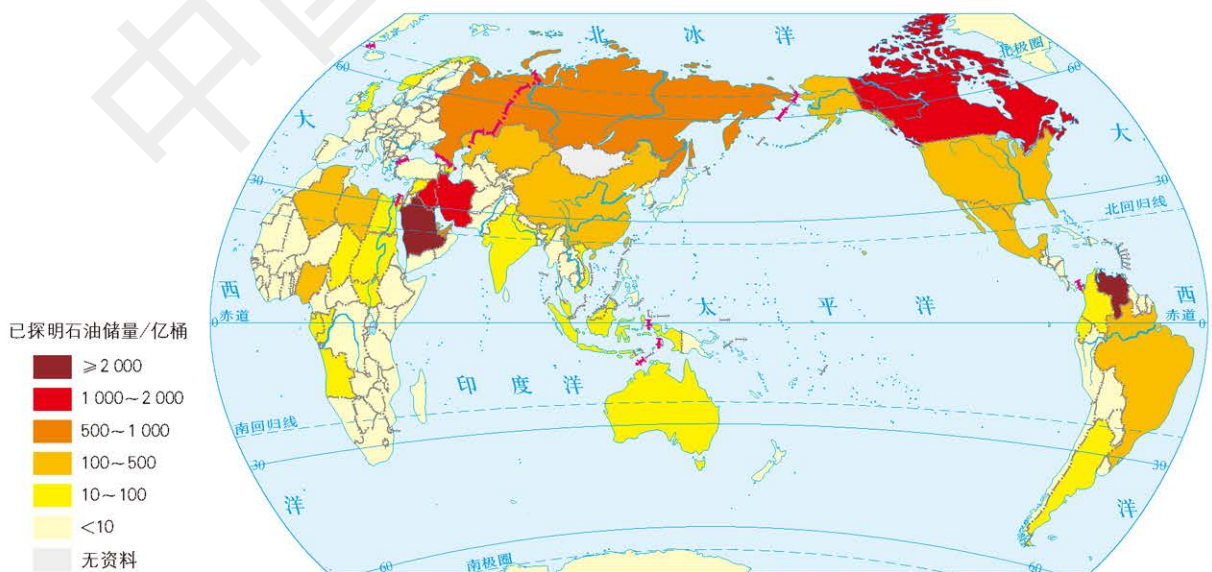 中国
北冰洋
北极圈
60
60
大
大
30
30
北回归线
西
太平洋
西
赤道
0
赤道
0
印度洋
南回归线
30
30
洋
洋
60
南极圈
60
已探明石油储量/亿桶
≥2 000
1 000~2 000
500~1 000
100~500
10~100
<10
无资料